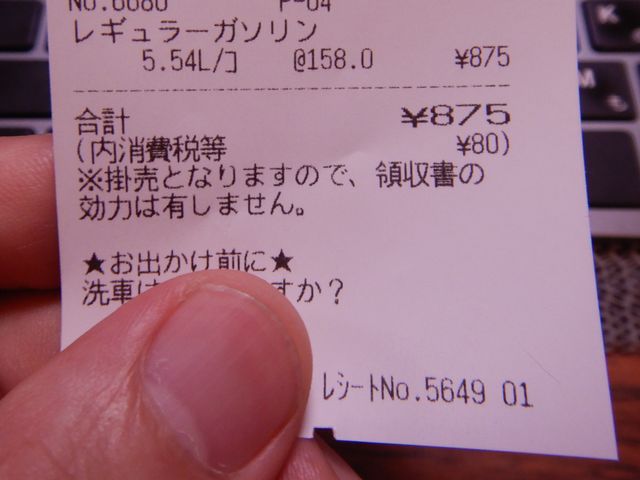 No.6680 P-04
レギュラーガソリン
5.54L/コ @158.0 ¥875
合計 ¥875
(内消費税等 ¥80)
※掛売となりますので、領収書の
効力は有しません。
★お出かけ前に★
洗車は すか？
レシートNo.5649 01
K
M